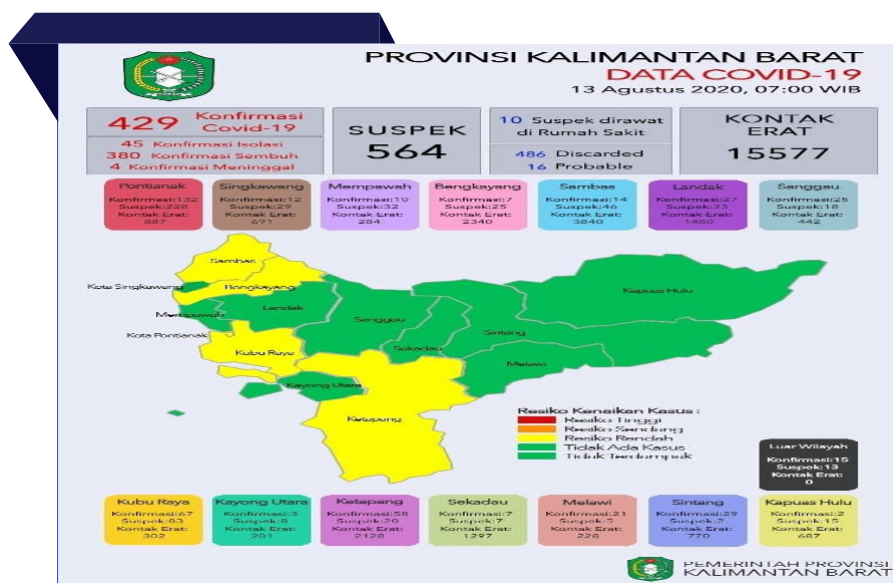 PROVINSI KALIMANTAN BARAT
DATA COVID-19
13 Agustus 2020, 07:00 WIB
429 Konfirmasi Covid-19
45 Konfirmasi Isolasi
380 Konfirmasi Sembuh
4 Konfirmasi Meninggal
SUSPEK
564
10 Suspek dirawat
di Rumah Sakit
486 Discarded
16 Probable
KONTAK
ERAT
15577
Pontianak
Konfirmasi:132
Suspek:228
Kontak Erat:
887
Singkawang
Konfirmasi:12
Suspek:29
Kontak Erat:
691
Mempawah
Konfirmasi:10
Suspek:32
Kontak Erat:
284
Bengkayang
Konfirmasi:7
Suspek:25
Kontak Erat:
2340
Sambas
Konfirmasi:14
Suspek:46
Kontak Erat:
3840
Landak
Konfirmasi:27
Suspek:33
Kontak Erat:
1480
Sanggau
Konfirmasi:25
Suspek:18
Kontak Erat:
442
Sambas
Kota Singkawang
Bengkayang
Kapuas Hulu
Landak
Mempawah
Sanggau
Sintang
Kota Pontianak
Sekadau
Kubu Raya
Melawi
Kayong Utara
Ketapang
Resiko Kenaikan Kasus :
Resiko Tinggi
Resiko Sendang
Resiko Rendah
Tidak Ada Kasus
Tidak Terdampak
Luar Wilayah
Konfirmasi:15
Suspek:13
Kontak Erat:
0
Kubu Raya
Konfirmasi:67
Suspek:83
Kontak Erat:
302
Kayong Utara
Konfirmasi:3
Suspek:8
Kontak Erat:
201
Ketapang
Konfirmasi:58
Suspek:20
Kontak Erat:
2128
Sekadau
Konfirmasi:7
Suspek:7
Kontak Erat:
1297
Melawi
Konfirmasi:21
Suspek:5
Kontak Erat:
228
Sintang
Konfirmasi:29
Suspek:2
Kontak Erat:
770
Kapuas Hulu
Konfirmasi:2
Suspek:15
Kontak Erat:
687
PEMERINTAH PROVINSI
KALIMANTAN BARAT